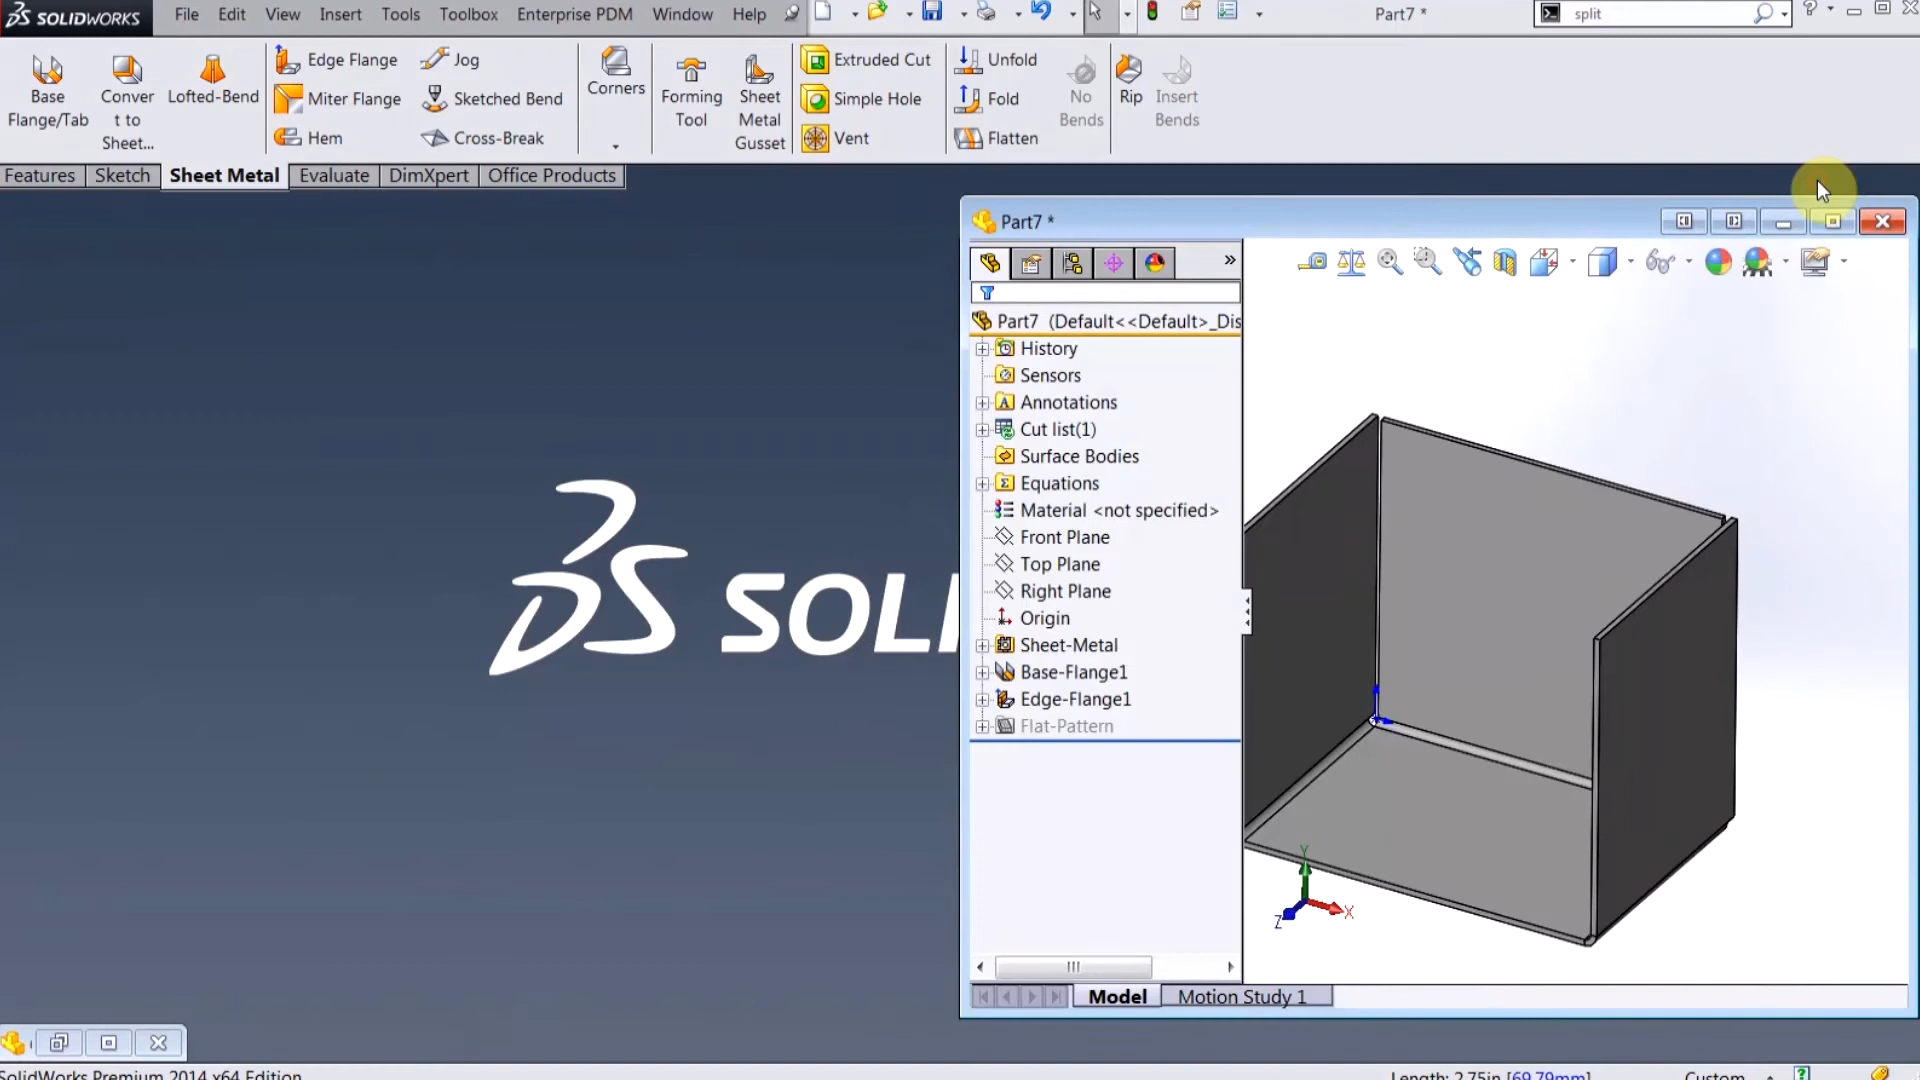 SOLIDWORKS File Edit View Insert Tools Toolbox Enterprise PDM Window Help Part7 * split
Base Flange/Tab
Conver t to Sheet...
Lofted-Bend
Edge Flange
Miter Flange
Hem
Jog
Sketched Bend
Cross-Break
Corners
Forming Tool
Sheet Metal Gusset
Extruded Cut
Simple Hole
Vent
Unfold
Fold
Flatten
No Bends
Rip
Insert Bends
Features Sketch Sheet Metal Evaluate DimXpert Office Products
SOLI
Part7 *
Part7 (Default<<Default>_Dis
History
Sensors
Annotations
Cut list(1)
Surface Bodies
Equations
Material <not specified>
Front Plane
Top Plane
Right Plane
Origin
Sheet-Metal
Base-Flange1
Edge-Flange1
Flat-Pattern
Y
X
Z
Model Motion Study 1
SolidWorks Premium 2014 x64 Edition Length: 2.75in [69.79mm] Custom